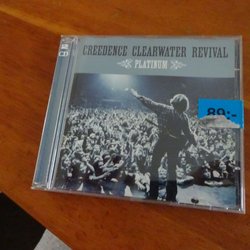 CREEDENCE CLEARWATER REVIVAL
PLATINUM
89:-